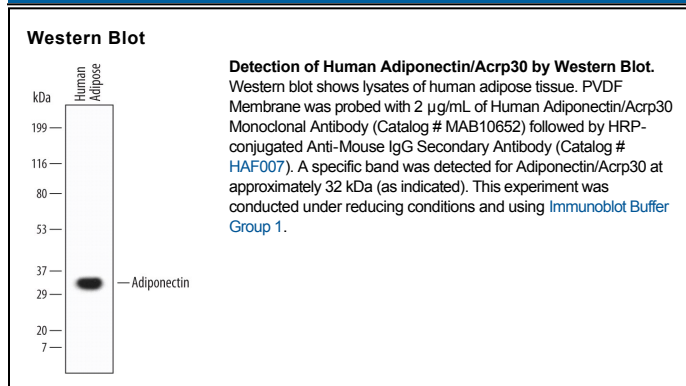 Western Blot
Human
Adipose
kDa
199
116
80
53
37
29
20
7
Adiponectin
Detection of Human Adiponectin/Acrp30 by Western Blot.
Western blot shows lysates of human adipose tissue. PVDF
Membrane was probed with 2 µg/mL of Human Adiponectin/Acrp30
Monoclonal Antibody (Catalog # MAB10652) followed by HRP-
conjugated Anti-Mouse IgG Secondary Antibody (Catalog #
HAF007). A specific band was detected for Adiponectin/Acrp30 at
approximately 32 kDa (as indicated). This experiment was
conducted under reducing conditions and using Immunoblot Buffer
Group 1.